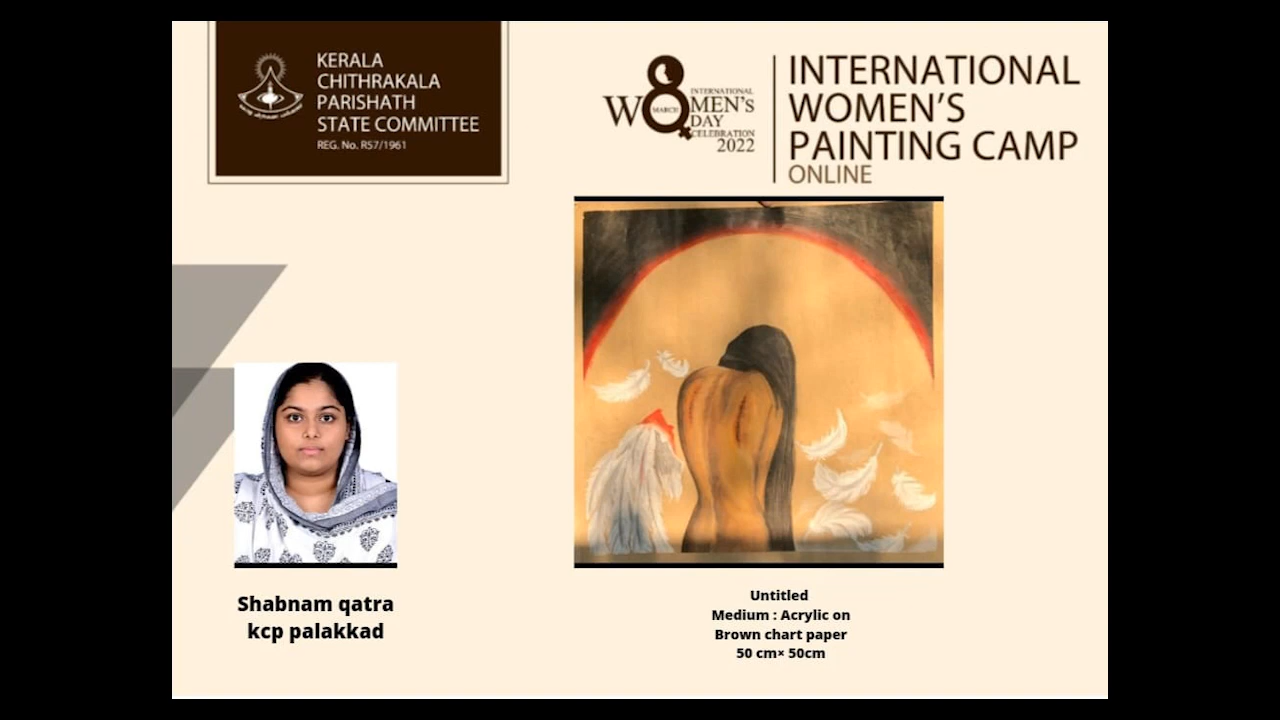 KERALA
CHITHRAKALA
PARISHATH
STATE COMMITTEE
REG. No. R57/1961
INTERNATIONAL
WOMEN'S
MARCH
DAY
CELEBRATION
2022
INTERNATIONAL
WOMEN'S
PAINTING CAMP
ONLINE
Shabnam qatra
kcp palakkad
Untitled
Medium : Acrylic on
Brown chart paper
50 cm× 50cm